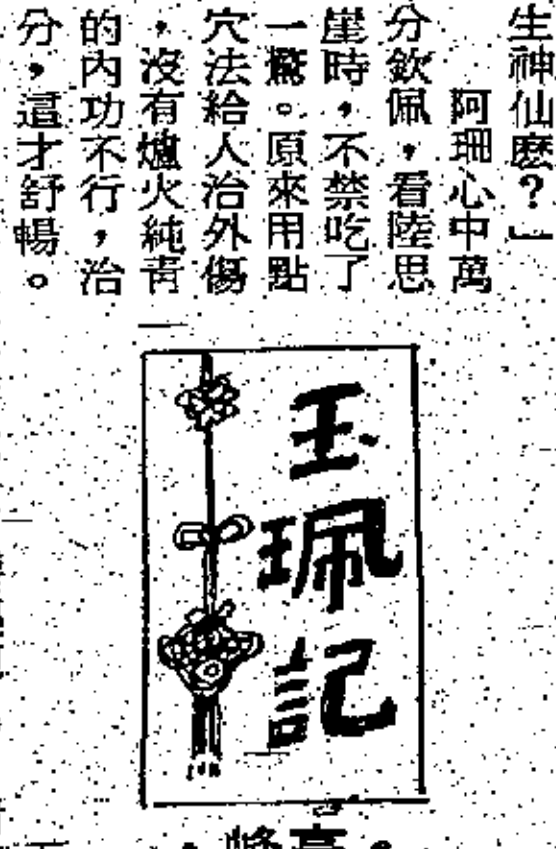 生神仙麽？」
阿珊心中萬
分欽佩，看陸思
崖時，不禁吃了
一驚。原來用點
穴法給人治外傷
，沒有爐火純青
的內功不行，治
分，這才舒暢。
玉珮記